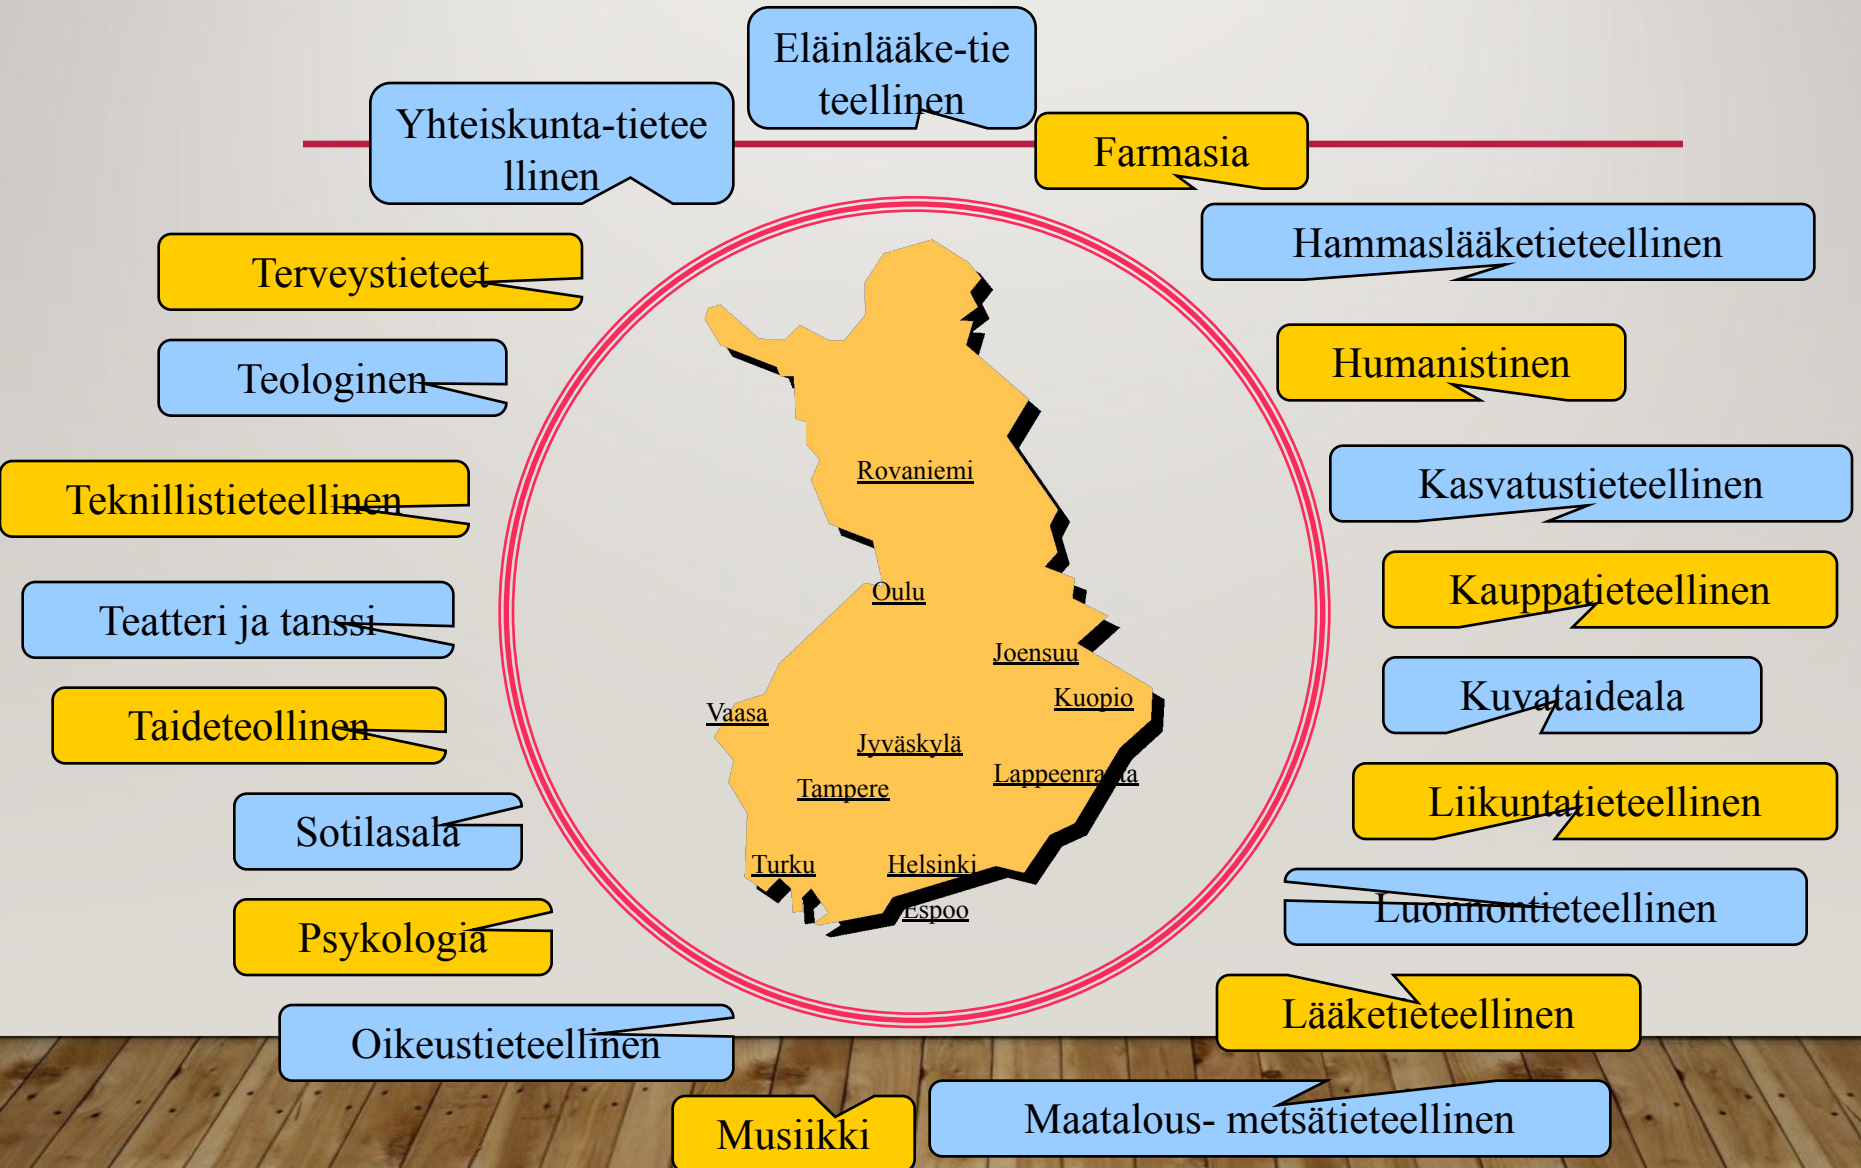 Eläinlääke-tie
teellinen
Yhteiskunta-tietee
llinen
Farmasia
Hammaslääketieteellinen
Terveystieteet
Humanistinen
Teologinen
Rovaniemi
Kasvatustieteellinen
Teknillistieteellinen
Oulu
Kauppatieteellinen
Teatteri ja tanssi
Joensuu
Kuopio
Kuvataideala
Vaasa
Taideteollinen
Jyväskylä
Lappeenranta
Tampere
Liikuntatieteellinen
Sotilasala
Turku
Helsinki
Espoo
Luonnontieteellinen
Psykologia
Lääketieteellinen
Oikeustieteellinen
Maatalous- metsätieteellinen
Musiikki